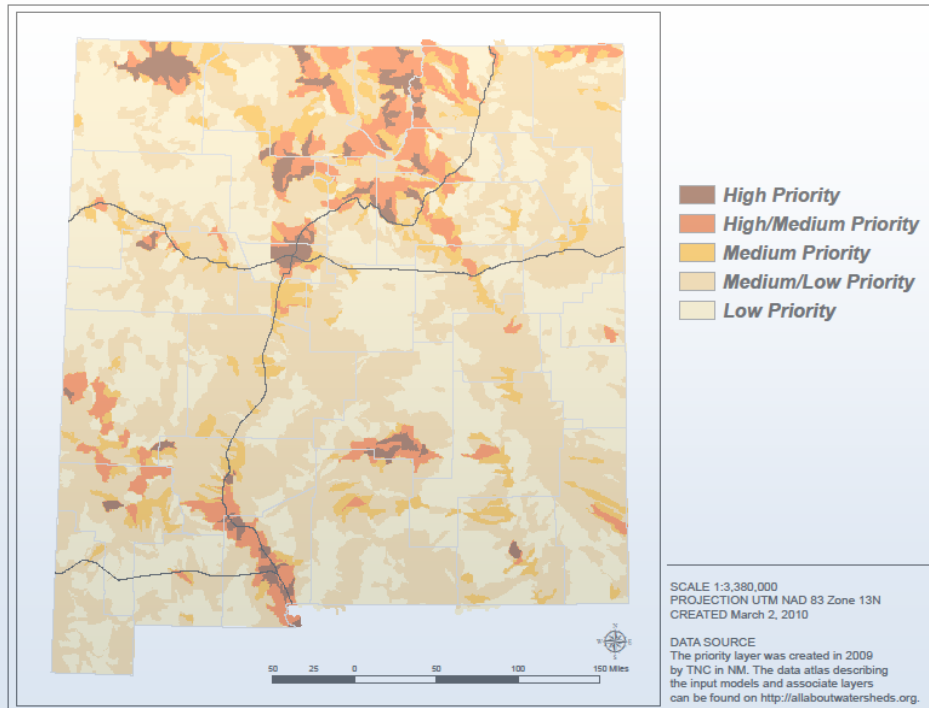 High Priority
High/Medium Priority
Medium Priority
Medium/Low Priority
Low Priority
SCALE 1:3,380,000
PROJECTION UTM NAD 83 Zone 13N
CREATED March 2, 2010
DATA SOURCE
The priority layer was created in 2009
by TNC in NM. The data atlas describing
the input models and associate layers
can be found on http://allaboutwatersheds.org.
N
W E
S
50 25 0 50 100 150 Miles